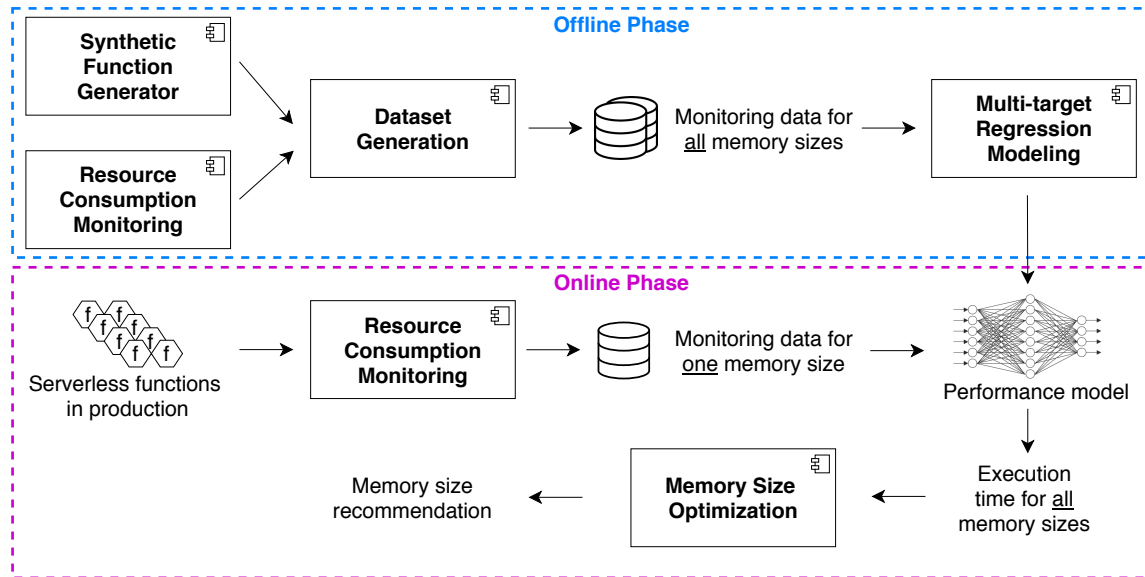 Offline Phase
Synthetic
Function
Generator
Resource
Consumption
Monitoring
Dataset
Generation
Monitoring data for
all memory sizes
Multi-target
Regression
Modeling
Online Phase
f f
f f
f f
f f
Serverless functions
in production
Resource
Consumption
Monitoring
Monitoring data for
one memory size
Performance model
Execution
time for all
memory sizes
Memory Size
Optimization
Memory size
recommendation